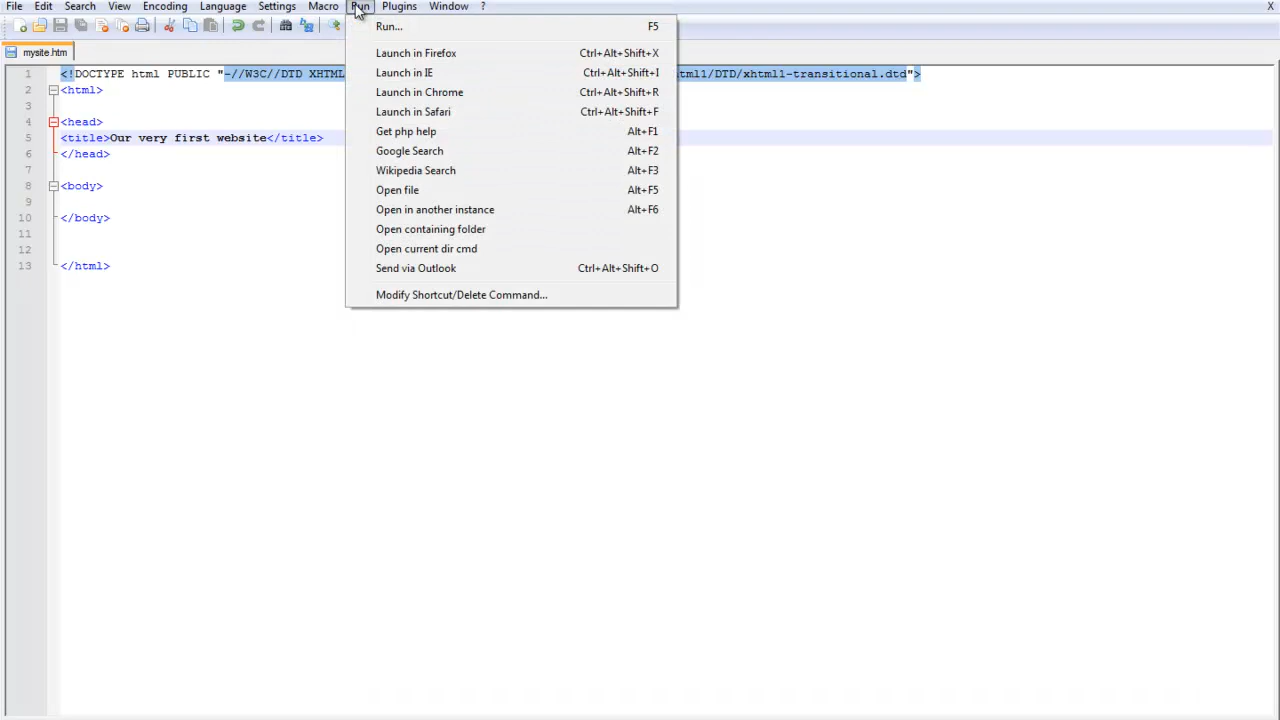 File Edit Search View Encoding Language Settings Macro Run Plugins Window ? X
mysite.htm
Run... F5
Launch in Firefox Ctrl+Alt+Shift+X
Launch in IE Ctrl+Alt+Shift+I
Launch in Chrome Ctrl+Alt+Shift+R
Launch in Safari Ctrl+Alt+Shift+F
Get php help Alt+F1
Google Search Alt+F2
Wikipedia Search Alt+F3
Open file Alt+F5
Open in another instance Alt+F6
Open containing folder
Open current dir cmd
Send via Outlook Ctrl+Alt+Shift+O
Modify Shortcut/Delete Command...
1 <!DOCTYPE html PUBLIC "-//W3C//DTD XHTML tml1/DTD/xhtml1-transitional.dtd">
2 <html>
3
4 <head>
5 <title>Our very first website</title>
6 </head>
7
8 <body>
9
10 </body>
11
12
13 </html>